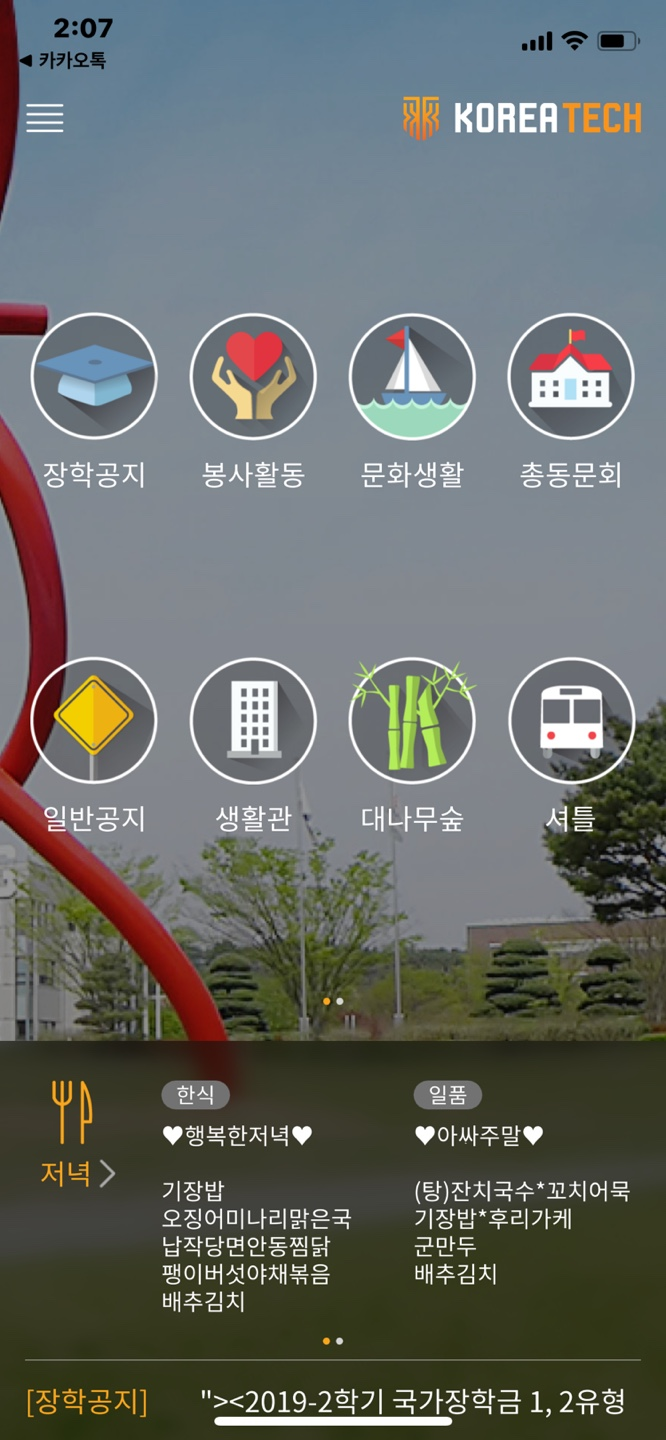 2:07
◀ 카카오톡
KOREATECH
장학공지 봉사활동 문화생활 총동문회
일반공지 생활관 대나무숲 셔틀
저녁
한식
♥행복한저녁♥
기장밥
오징어미나리맑은국
납작당면안동찜닭
팽이버섯야채볶음
배추김치
일품
♥아싸주말♥
(탕)잔치국수*꼬치어묵
기장밥*후리가케
군만두
배추김치
[장학공지] "><2019-2학기 국가장학금 1, 2유형